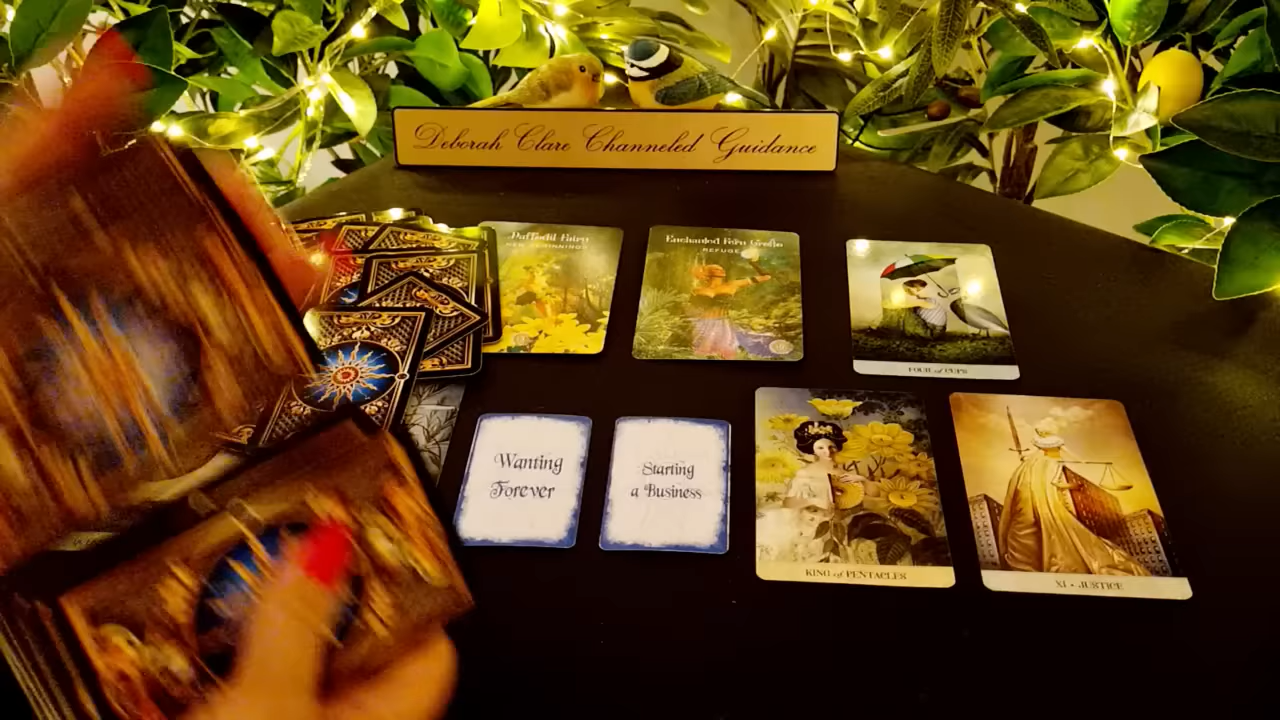 Deborah Clare Channeled Guidance
Daffodil Fairy
NEW BEGINNINGS
Enchanted Fern Grotto
REFUGE
FOUR of CUPS
Wanting
Forever
Starting
a Business
KING of PENTACLES
XI • JUSTICE